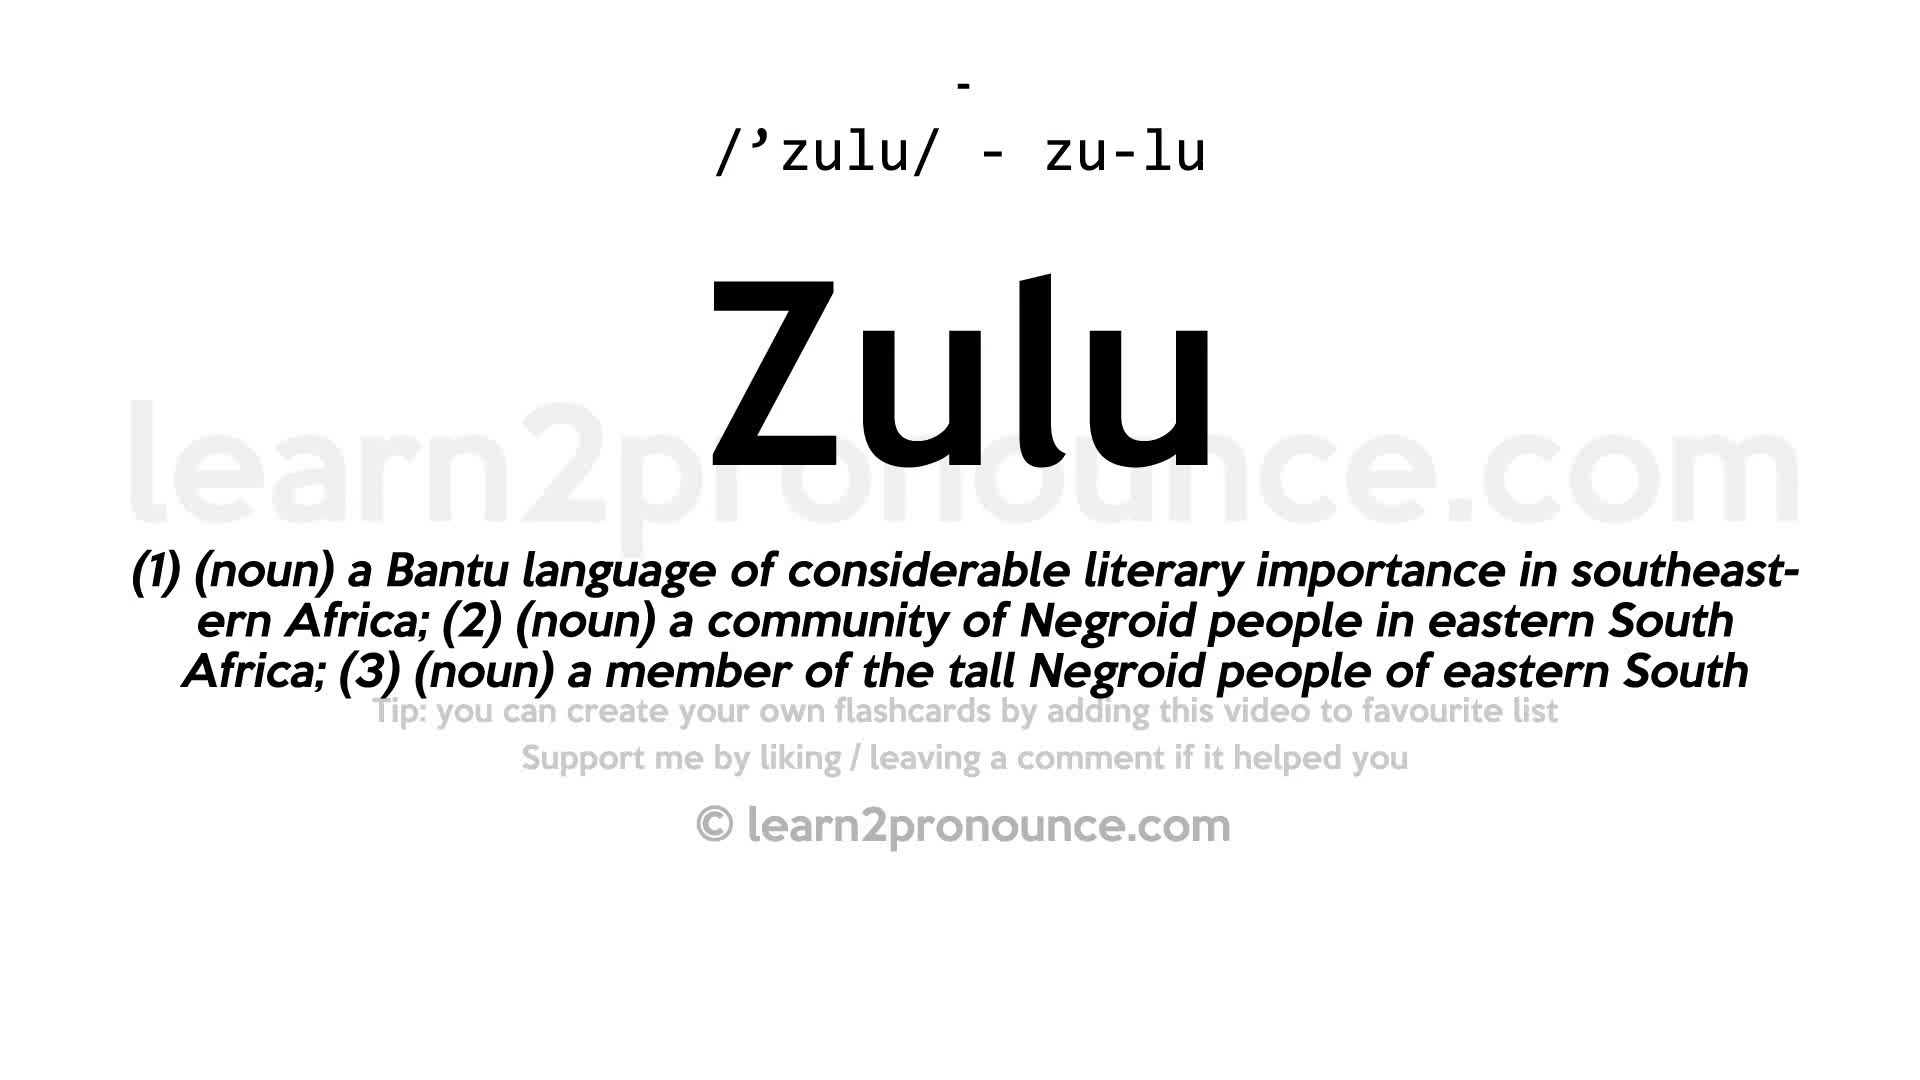 -
/’zulu/ - zu-lu
Zulu
learn2pronounce.com
(1) (noun) a Bantu language of considerable literary importance in southeast-
ern Africa; (2) (noun) a community of Negroid people in eastern South
Africa; (3) (noun) a member of the tall Negroid people of eastern South
Tip: you can create your own flashcards by adding this video to favourite list
Support me by liking / leaving a comment if it helped you
© learn2pronounce.com